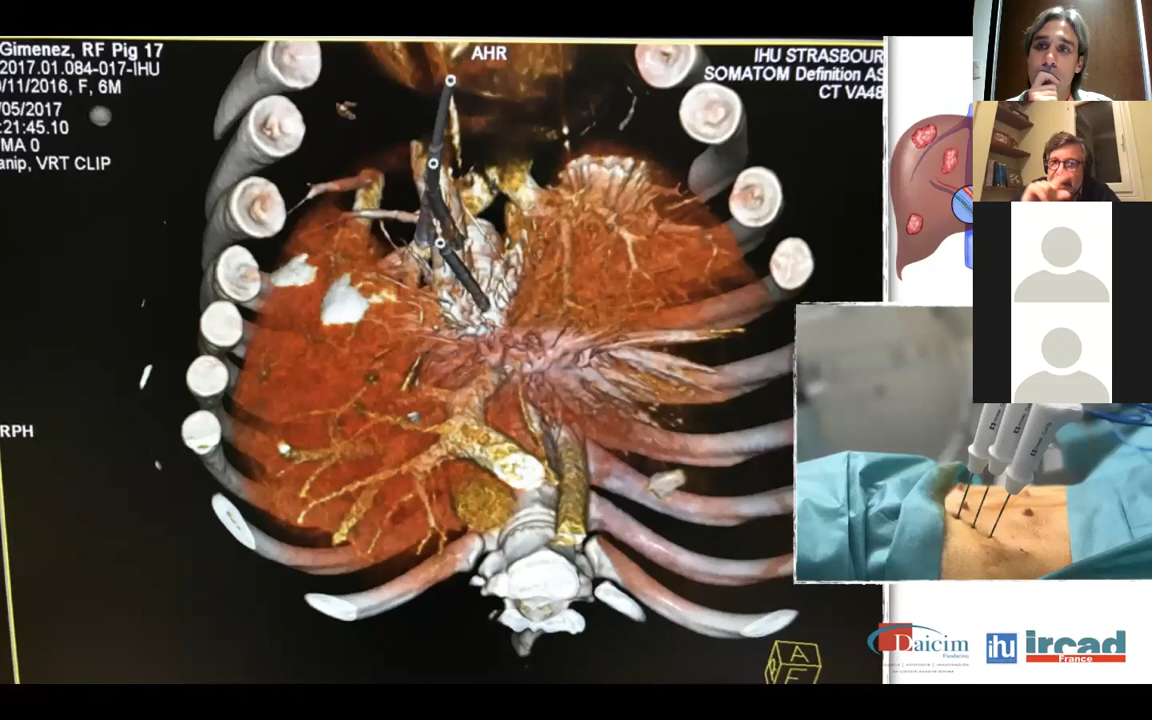 Gimenez, RF Pig 17
2017.01.084-017-IHU
/11/2016, F, 6M
/05/2017
:21:45.10
MA 0
anip, VRT CLIP
AHR
IHU STRASBOUR
SOMATOM Definition AS
CT VA48
RPH
A
F
Daicim
Fundación
ihu
ircad
France